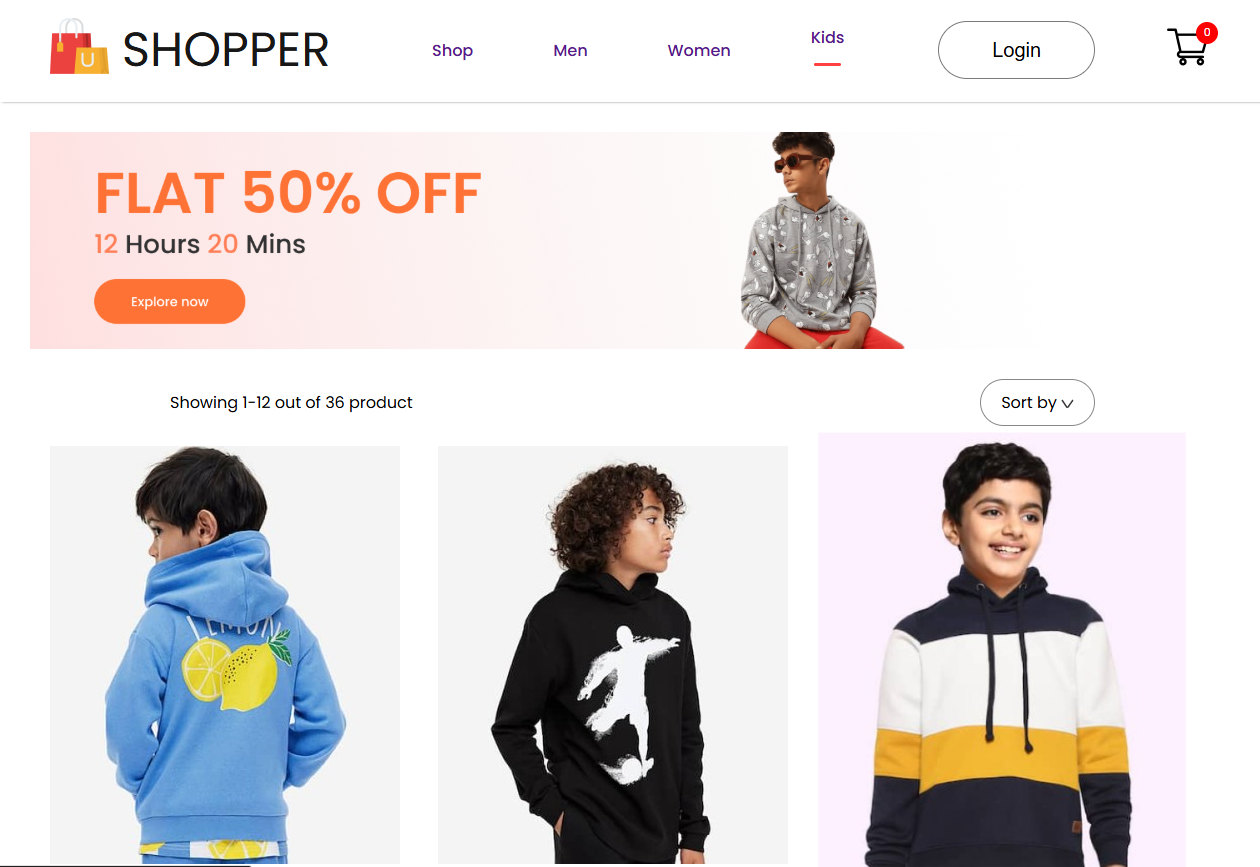 U
SHOPPER
Shop
Men
Women
Kids
Login
0
FLAT 50% OFF
12 Hours 20 Mins
Explore now
Showing 1-12 out of 36 product
Sort by
LEMON